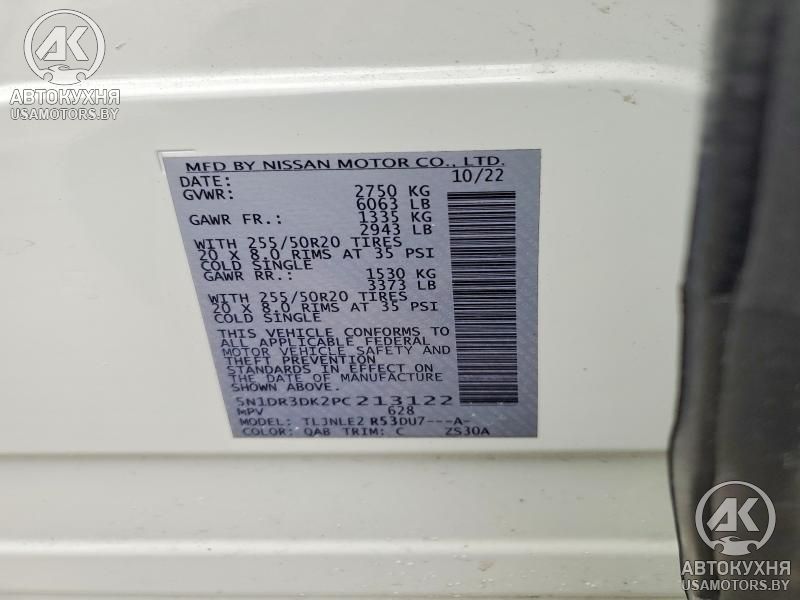 АК
АВТОКУХНЯ
USAMOTORS.BY
MFD BY NISSAN MOTOR CO., LTD.
DATE: 10/22
GVWR: 2750 KG
6063 LB
GAWR FR.: 1335 KG
2943 LB
WITH 255/50R20 TIRES
20 X 8.0 RIMS AT 35 PSI
COLD SINGLE
GAWR RR.: 1530 KG
3373 LB
WITH 255/50R20 TIRES
20 X 8.0 RIMS AT 35 PSI
COLD SINGLE
THIS VEHICLE CONFORMS TO
ALL APPLICABLE FEDERAL
MOTOR VEHICLE SAFETY AND
THEFT PREVENTION
STANDARDS IN EFFECT ON
THE DATE OF MANUFACTURE
SHOWN ABOVE.
5N1DR3DK2PC213122
MPV 628
MODEL: TLJNLE2 R53DU7---A-
COLOR: QAB TRIM: C ZS30A
АК
АВТОКУХНЯ
USAMOTORS.BY